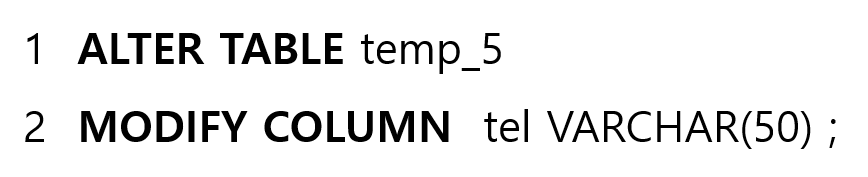 1 ALTER TABLE temp_5
2 MODIFY COLUMN tel VARCHAR(50) ;